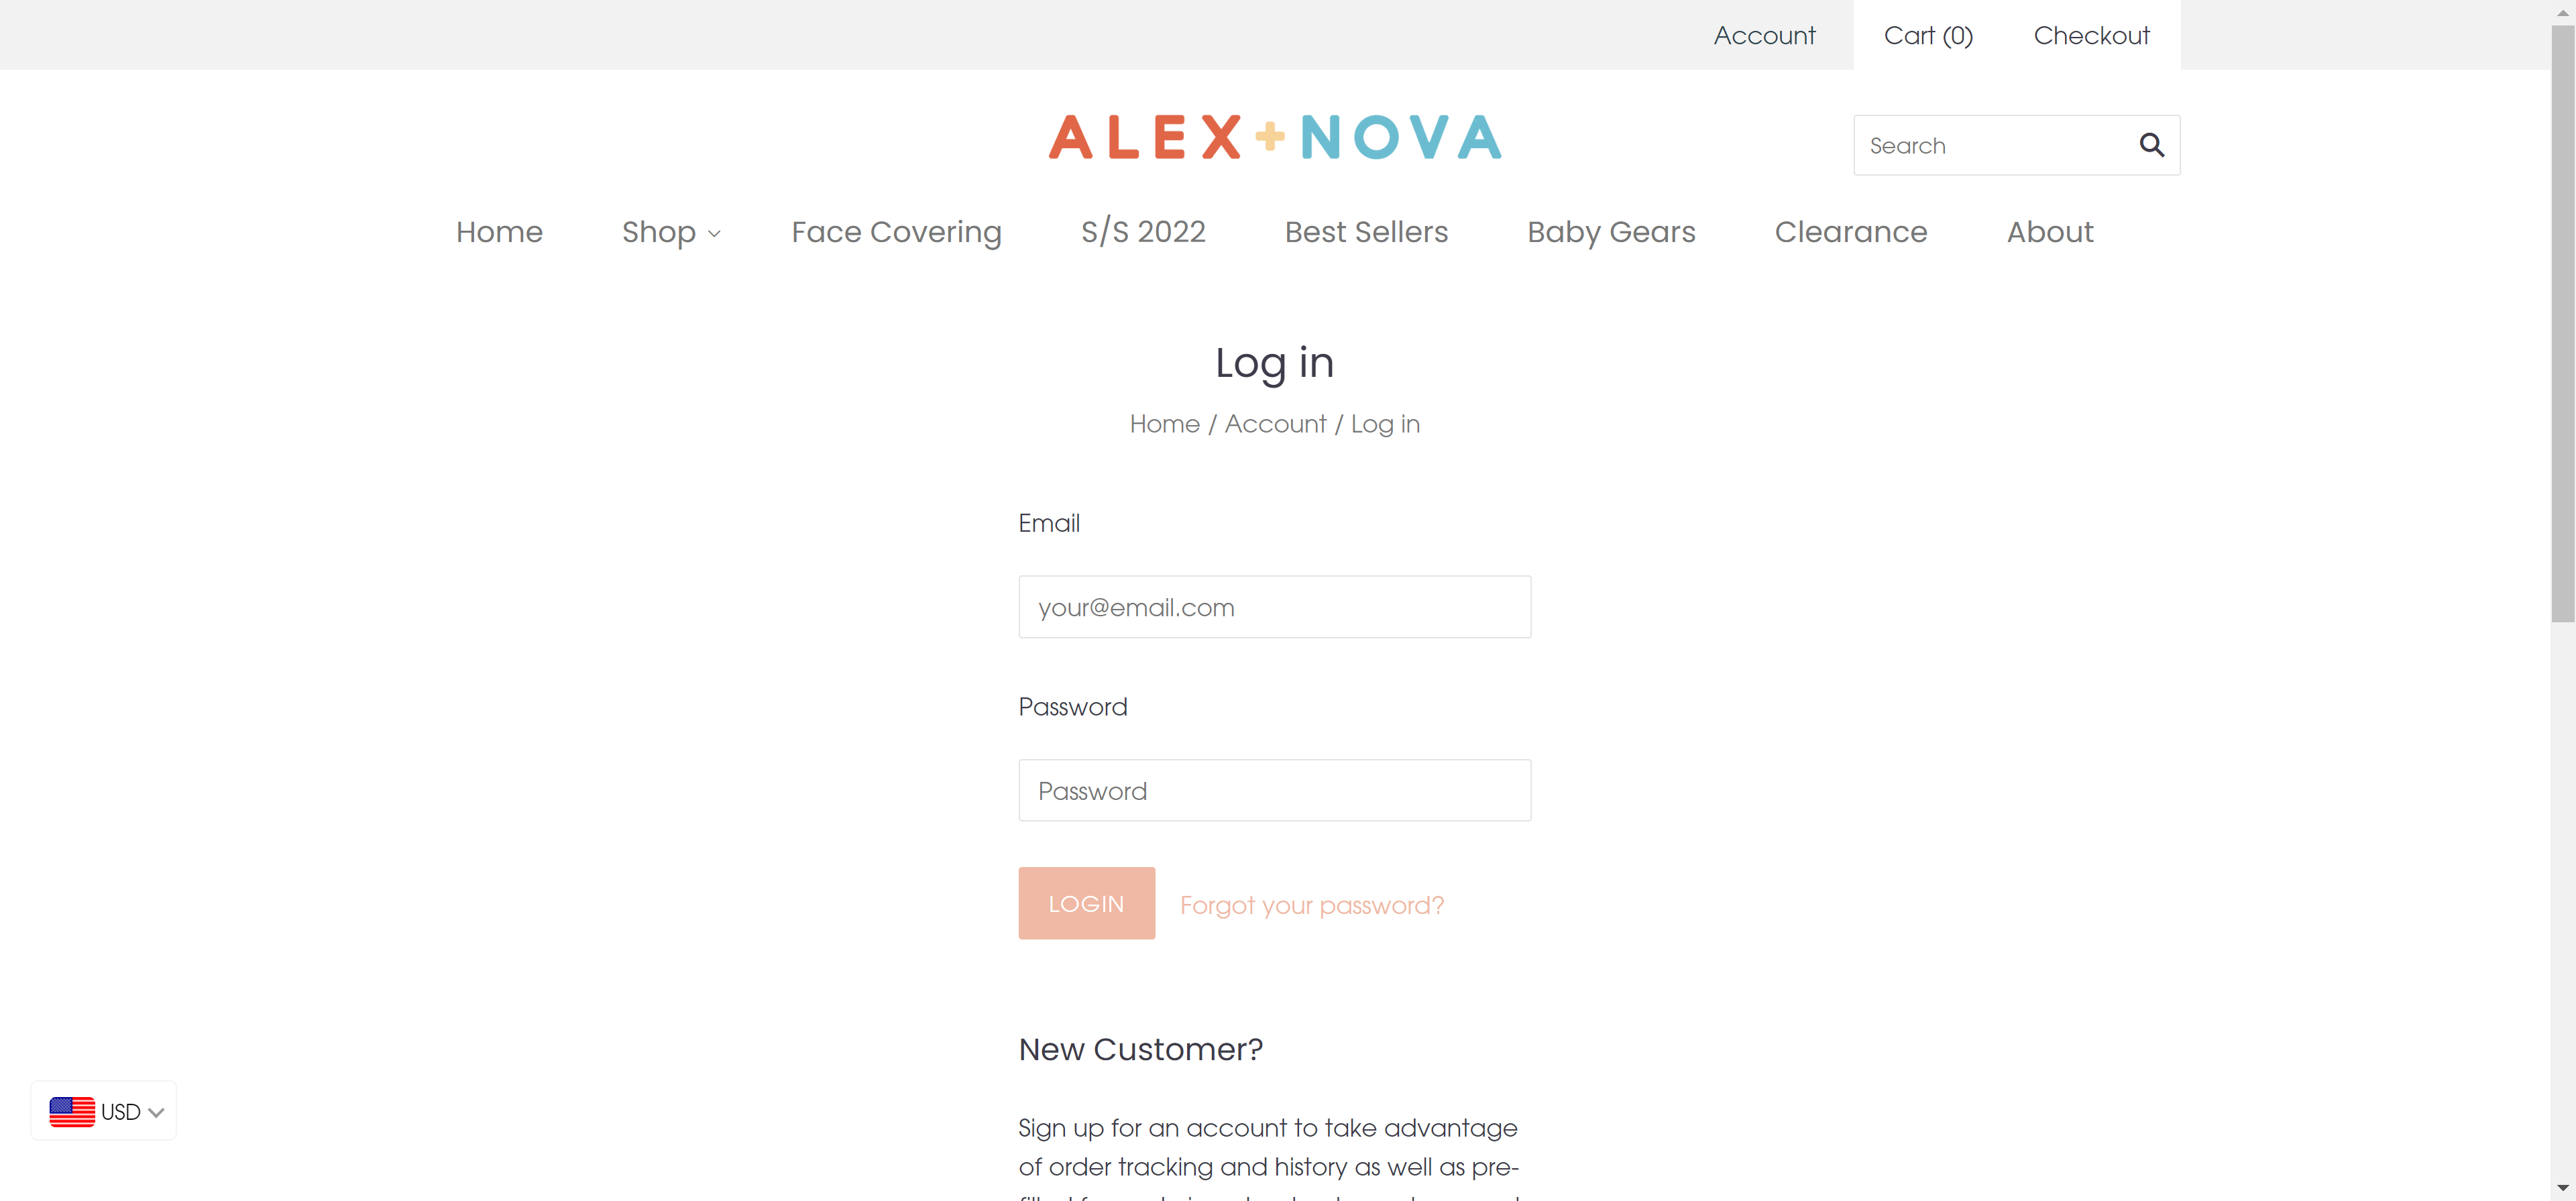 Account
Cart (0)
Checkout
ALEX+NOVA
Search
Home
Shop
Face Covering
S/S 2022
Best Sellers
Baby Gears
Clearance
About
Log in
Home / Account / Log in
Email
your@email.com
Password
Password
LOGIN
Forgot your password?
New Customer?
Sign up for an account to take advantage
of order tracking and history as well as pre-
USD